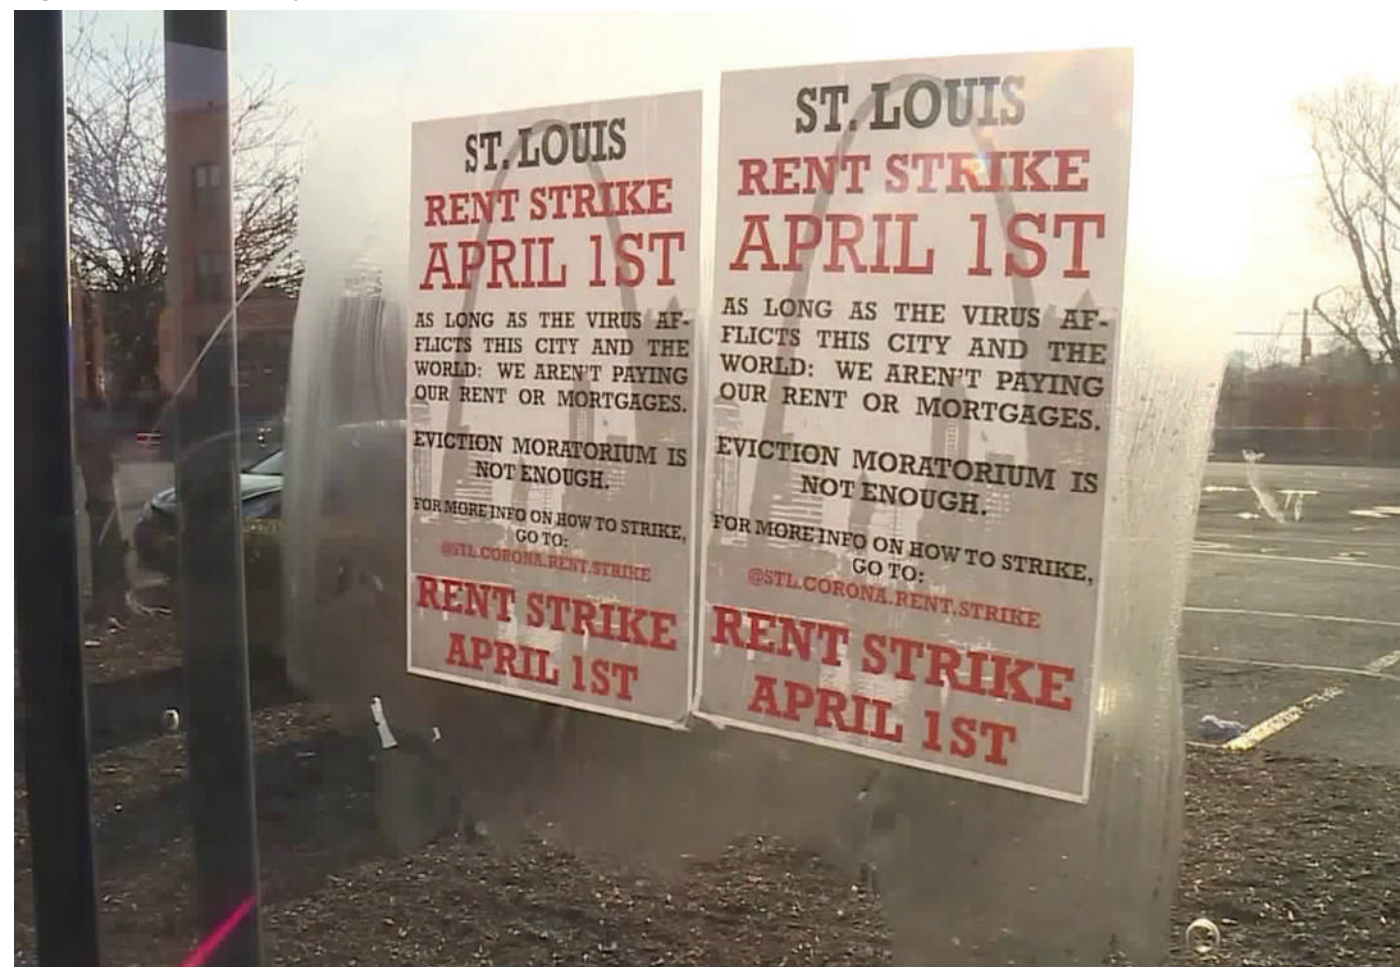 ST. LOUIS
RENT STRIKE
APRIL 1ST
AS LONG AS THE VIRUS AF-
FLICTS THIS CITY AND THE
WORLD: WE AREN'T PAYING
OUR RENT OR MORTGAGES.
EVICTION MORATORIUM IS
NOT ENOUGH.
FOR MORE INFO ON HOW TO STRIKE,
GO TO:
@STL.CORONA.RENT.STRIKE
RENT STRIKE
APRIL 1ST
ST. LOUIS
RENT STRIKE
APRIL 1ST
AS LONG AS THE VIRUS AF-
FLICTS THIS CITY AND THE
WORLD: WE AREN'T PAYING
OUR RENT OR MORTGAGES.
EVICTION MORATORIUM IS
NOT ENOUGH.
FOR MORE INFO ON HOW TO STRIKE,
GO TO:
@STL.CORONA.RENT.STRIKE
RENT STRIKE
APRIL 1ST